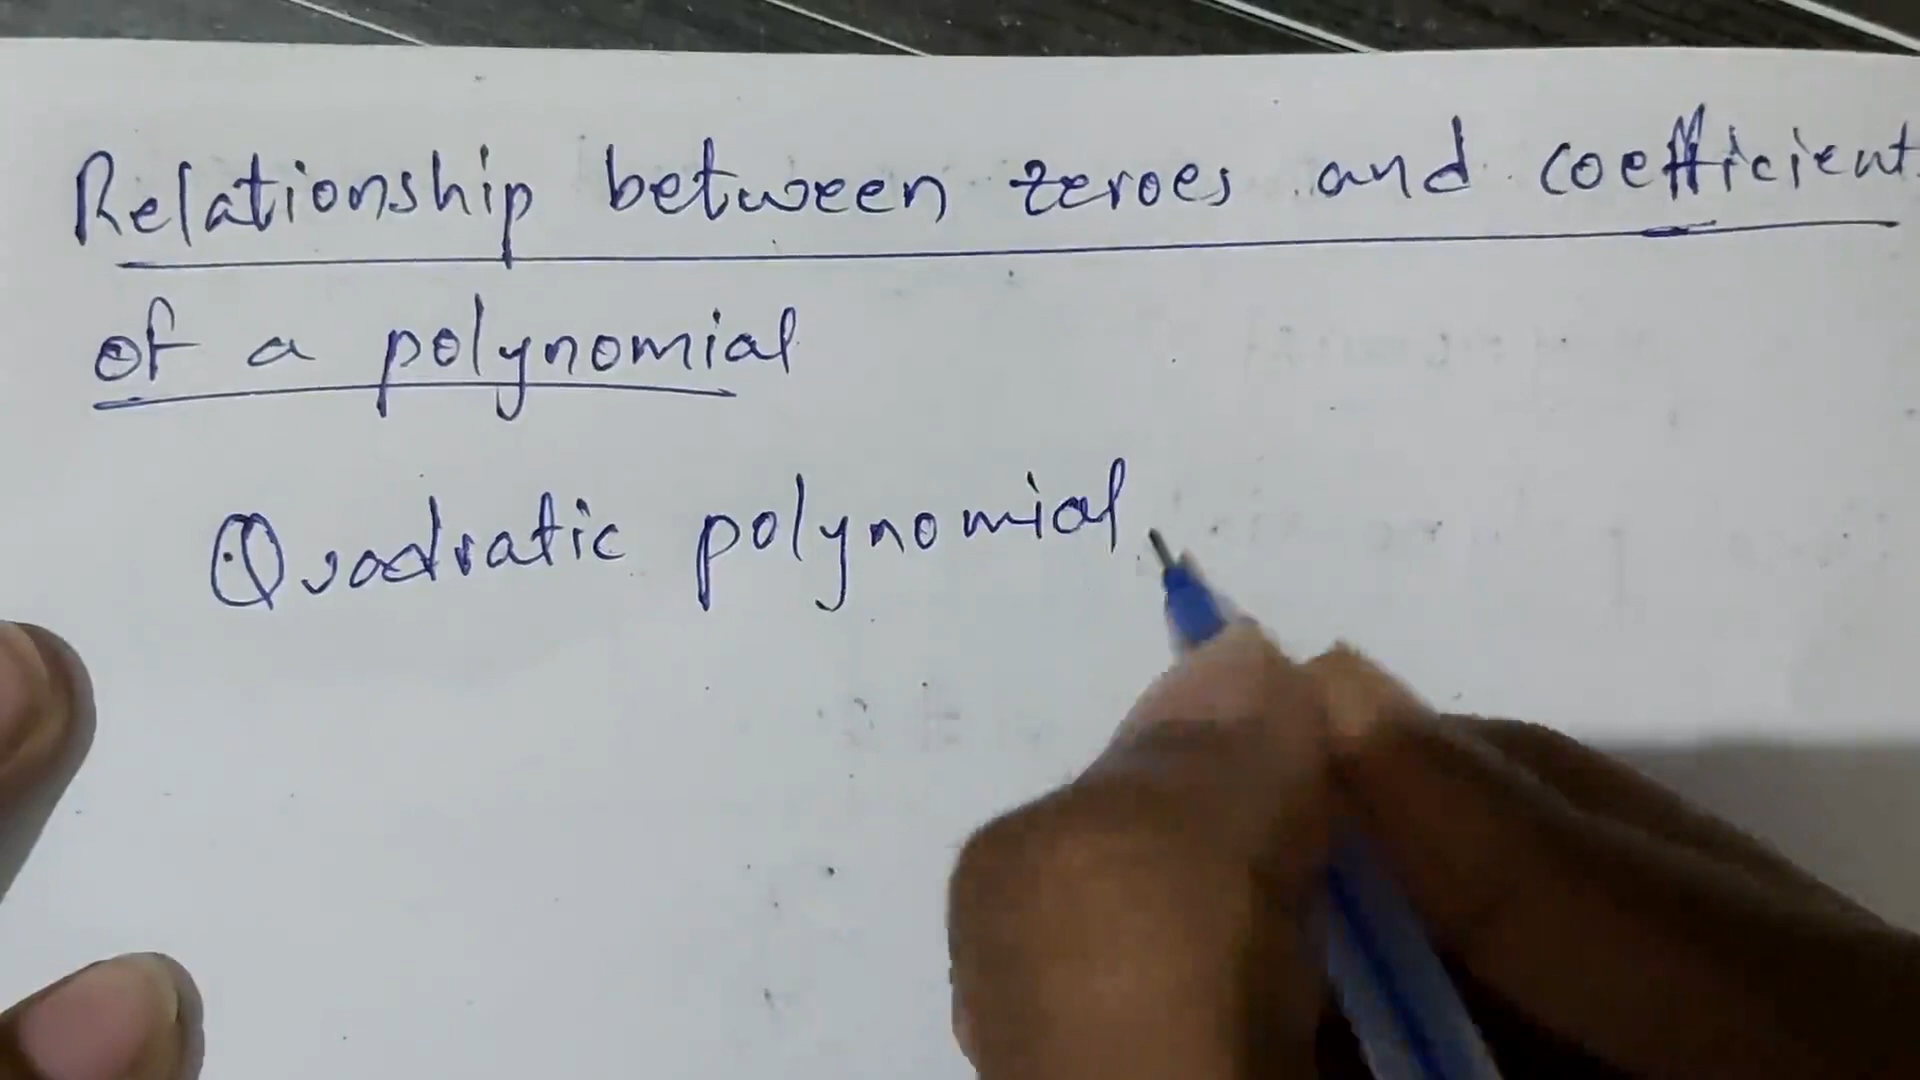 Relationship between zeroes and coefficient
of a polynomial
Quadratic polynomial